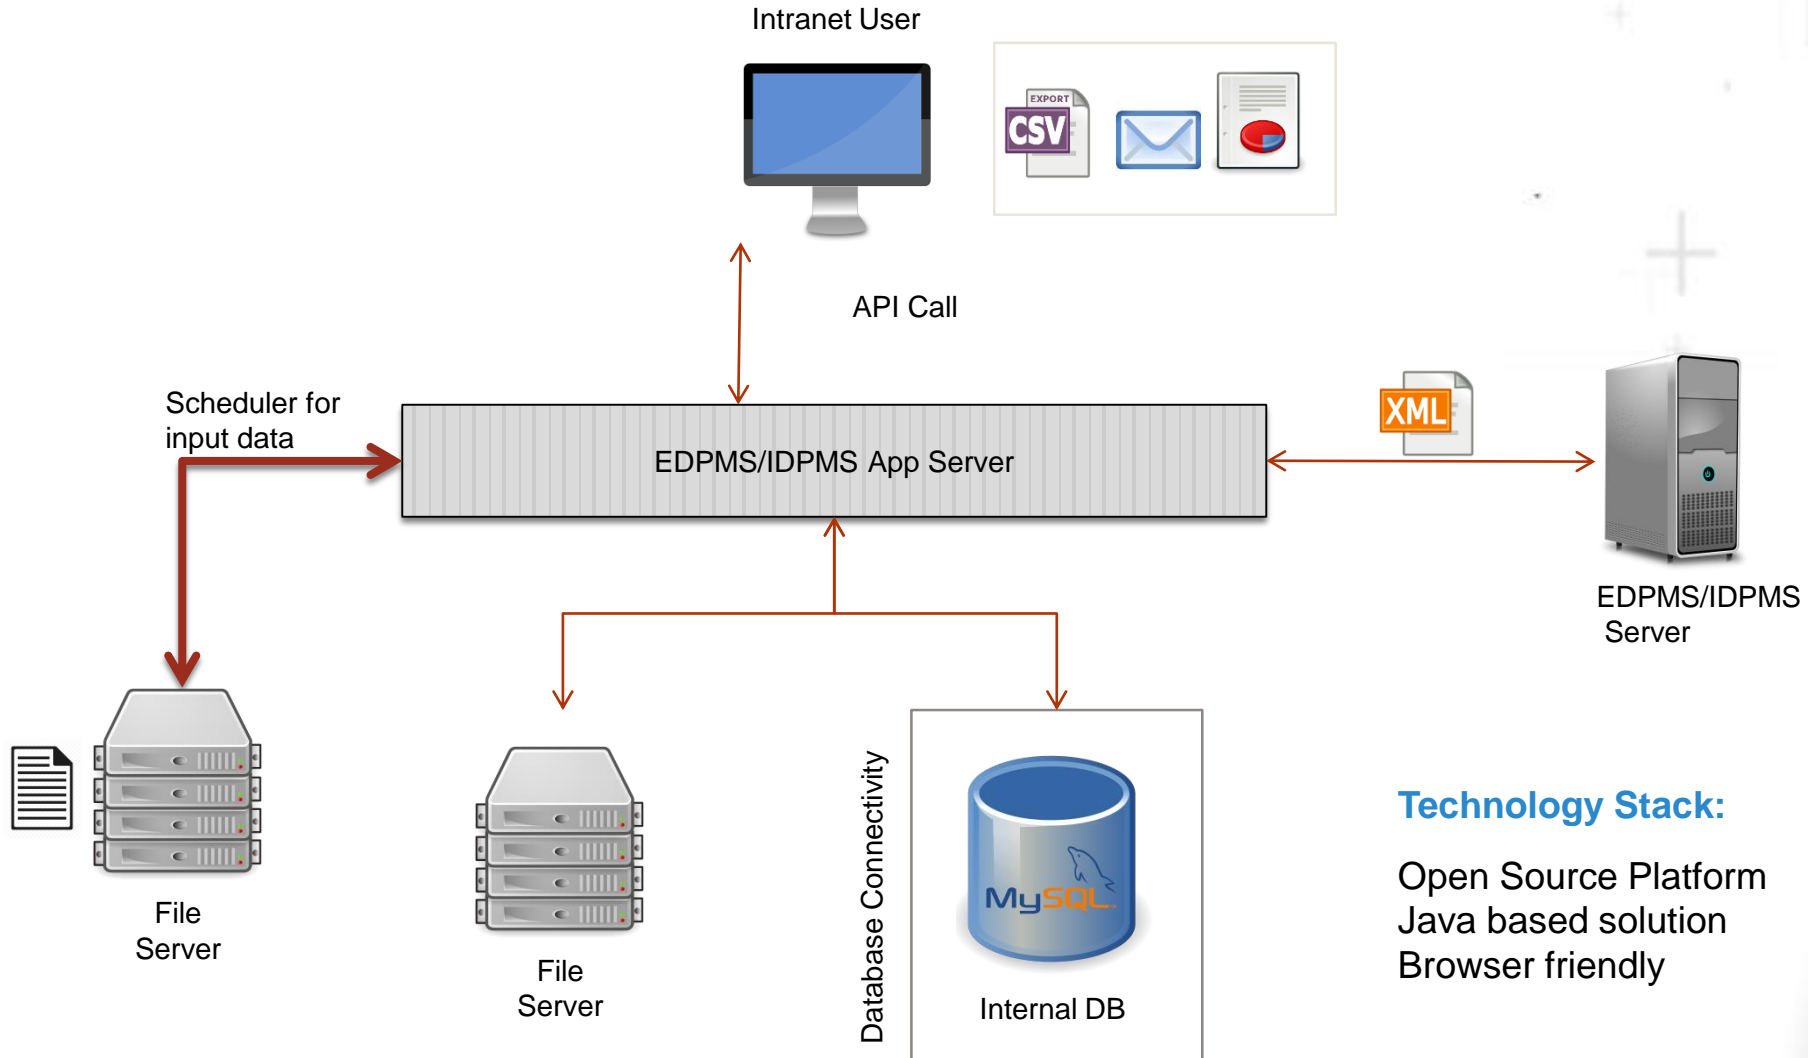 Intranet User
EXPORT
CSV
API Call
Scheduler for
input data
XML
EDPMS/IDPMS App Server
EDPMS/IDPMS
Server
File
Server
File
Server
Database Connectivity
MySQL
Internal DB
Technology Stack:
Open Source Platform
Java based solution
Browser friendly